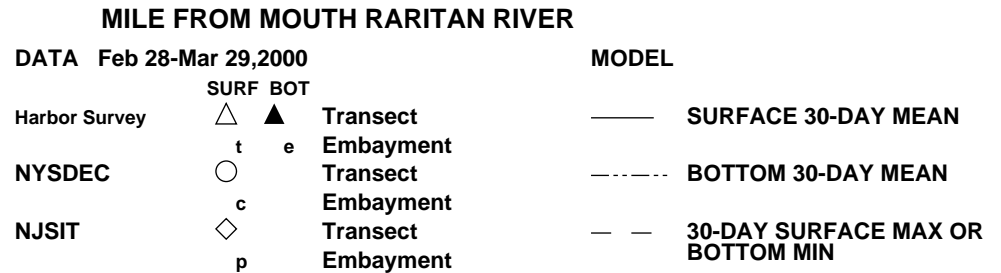 MILE FROM MOUTH RARITAN RIVER
DATA Feb 28-Mar 29,2000 MODEL
SURF BOT
Harbor Survey Transect SURFACE 30-DAY MEAN
t e Embayment
NYSDEC Transect BOTTOM 30-DAY MEAN
c Embayment
NJSIT Transect 30-DAY SURFACE MAX OR
BOTTOM MIN
p Embayment